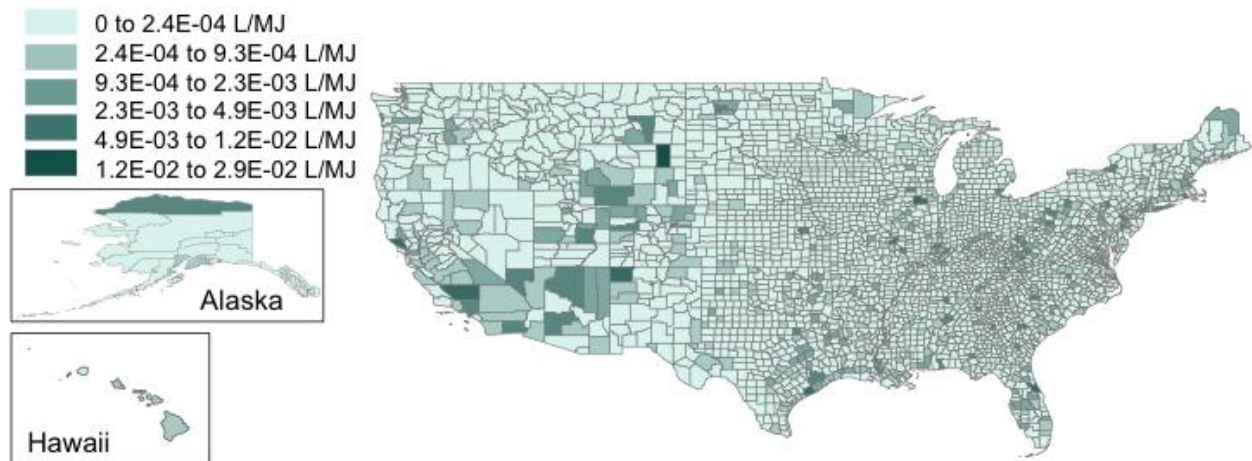 0 to 2.4E-04 L/MJ
2.4E-04 to 9.3E-04 L/MJ
9.3E-04 to 2.3E-03 L/MJ
2.3E-03 to 4.9E-03 L/MJ
4.9E-03 to 1.2E-02 L/MJ
1.2E-02 to 2.9E-02 L/MJ
Alaska
Hawaii